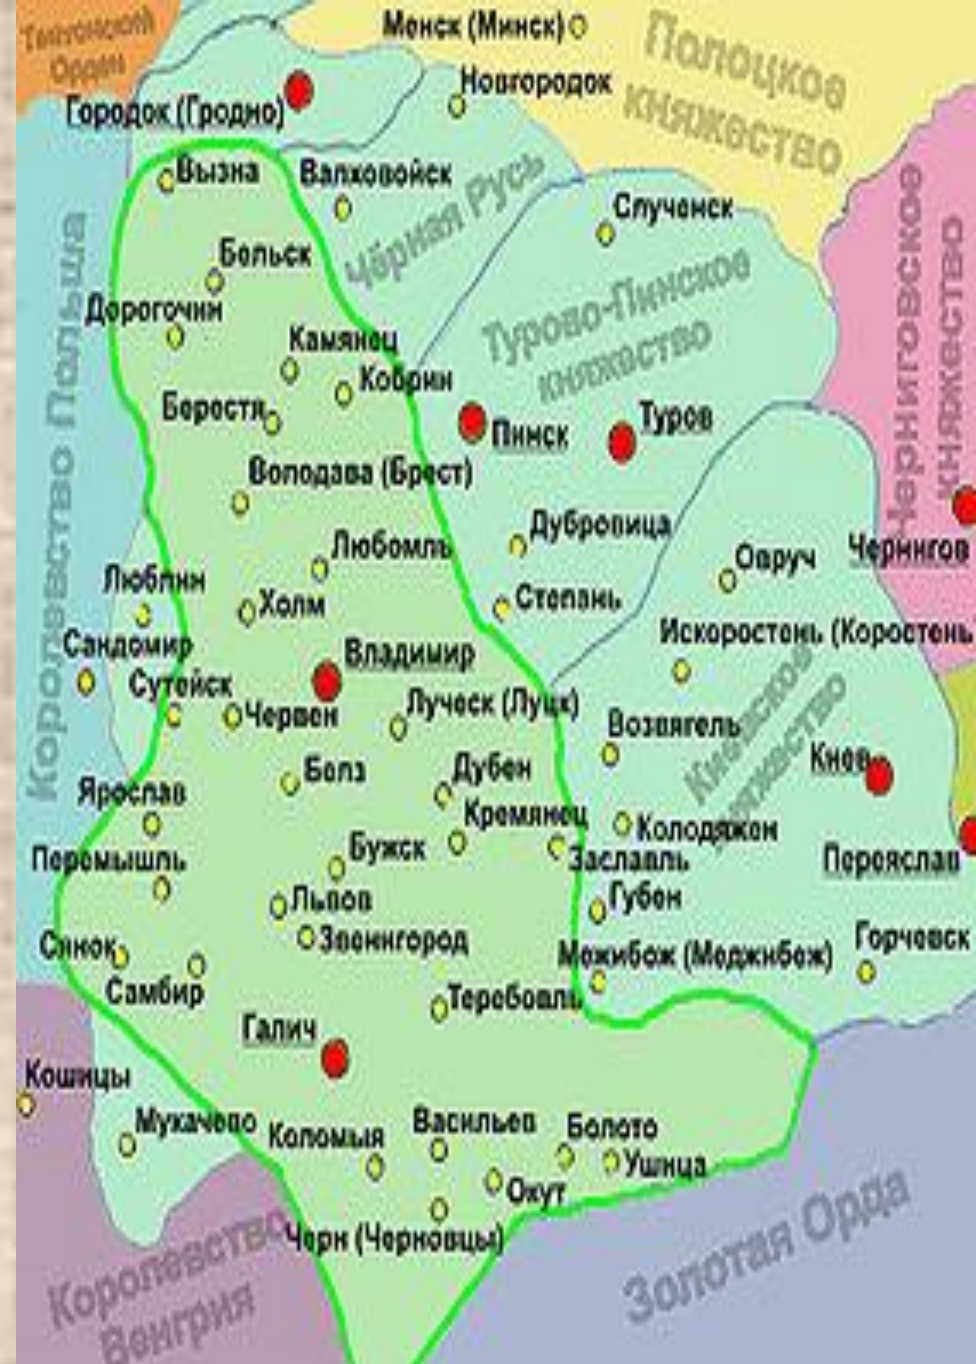 Тевтонский
Орден
Менск (Минск)
Полоцкое
княжество
Новгородок
Городок (Гродно)
Вызна
Валховойск
Чёрная Русь
Слученск
Черниговское
княжество
Бельск
Дорогочин
Турово-Пинское
княжество
Камянец
Кобрин
Берестя
Пинск
Туров
Королевство Польша
Володава (Брест)
Любомль
Дубровица
Овруч
Чернигов
Люблин
Холм
Степань
Искоростень (Коростень
Сандомир
Владимир
Сутейск
Червен
Луческ (Луцк)
Возвягель
Киевское
княжество
Киев
Белз
Дубен
Ярослав
Кремянец
Колодяжен
Перемышль
Бужск
Заславль
Переяслав
Львов
Губен
Звенигород
Горчевск
Межибож (Меджибеж)
Сянок
Самбир
Теребовль
Галич
Кошицы
Мукачево
Коломыя
Васильев
Болото
Ушица
Окут
Черн (Черновцы)
Королевство
Венгрия
Золотая Орда